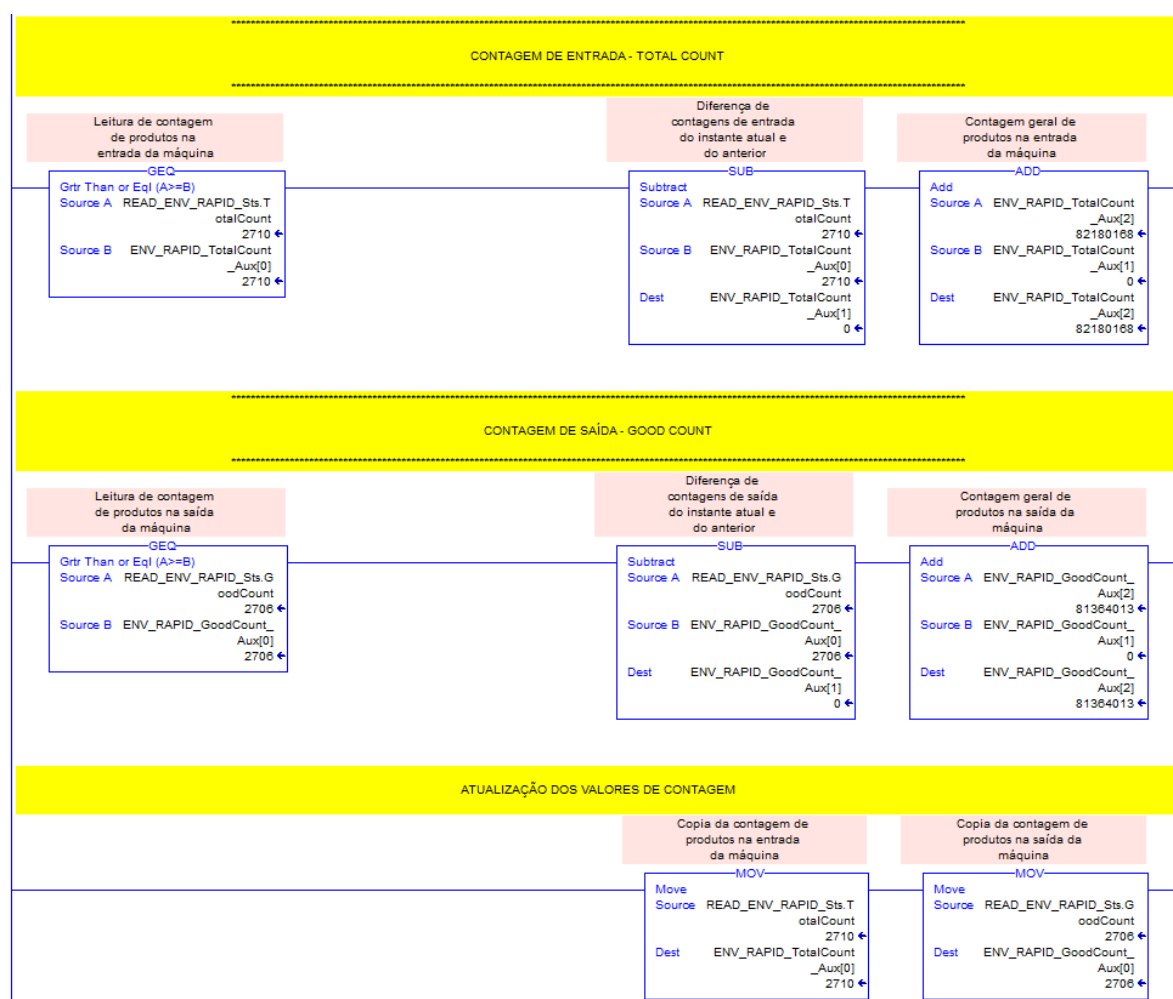 ******************************************************************************************
CONTAGEM DE ENTRADA - TOTAL COUNT
******************************************************************************************
Leitura de contagem
de produtos na
entrada da máquina
Diferença de
contagens de entrada
do instante atual e
do anterior
Contagem geral de
produtos na entrada
da máquina
GEQ
Grtr Than or Eql (A>=B)
Source A READ_ENV_RAPID_Sts.T
otalCount
2710
Source B ENV_RAPID_TotalCount
_Aux[0]
2710
SUB
Subtract
Source A READ_ENV_RAPID_Sts.T
otalCount
2710
Source B ENV_RAPID_TotalCount
_Aux[0]
2710
Dest ENV_RAPID_TotalCount
_Aux[1]
0
ADD
Add
Source A ENV_RAPID_TotalCount
_Aux[2]
82180168
Source B ENV_RAPID_TotalCount
_Aux[1]
0
Dest ENV_RAPID_TotalCount
_Aux[2]
82180168
******************************************************************************************
CONTAGEM DE SAÍDA - GOOD COUNT
******************************************************************************************
Leitura de contagem
de produtos na saída
da máquina
Diferença de
contagens de saída
do instante atual e
do anterior
Contagem geral de
produtos na saída da
máquina
GEQ
Grtr Than or Eql (A>=B)
Source A READ_ENV_RAPID_Sts.G
oodCount
2706
Source B ENV_RAPID_GoodCount_
Aux[0]
2706
SUB
Subtract
Source A READ_ENV_RAPID_Sts.G
oodCount
2706
Source B ENV_RAPID_GoodCount_
Aux[0]
2706
Dest ENV_RAPID_GoodCount_
Aux[1]
0
ADD
Add
Source A ENV_RAPID_GoodCount_
Aux[2]
81364013
Source B ENV_RAPID_GoodCount_
Aux[1]
0
Dest ENV_RAPID_GoodCount_
Aux[2]
81364013
ATUALIZAÇÃO DOS VALORES DE CONTAGEM
Copia da contagem de
produtos na entrada
da máquina
Copia da contagem de
produtos na saída da
máquina
MOV
Move
Source READ_ENV_RAPID_Sts.T
otalCount
2710
Dest ENV_RAPID_TotalCount
_Aux[0]
2710
MOV
Move
Source READ_ENV_RAPID_Sts.G
oodCount
2706
Dest ENV_RAPID_GoodCount_
Aux[0]
2706